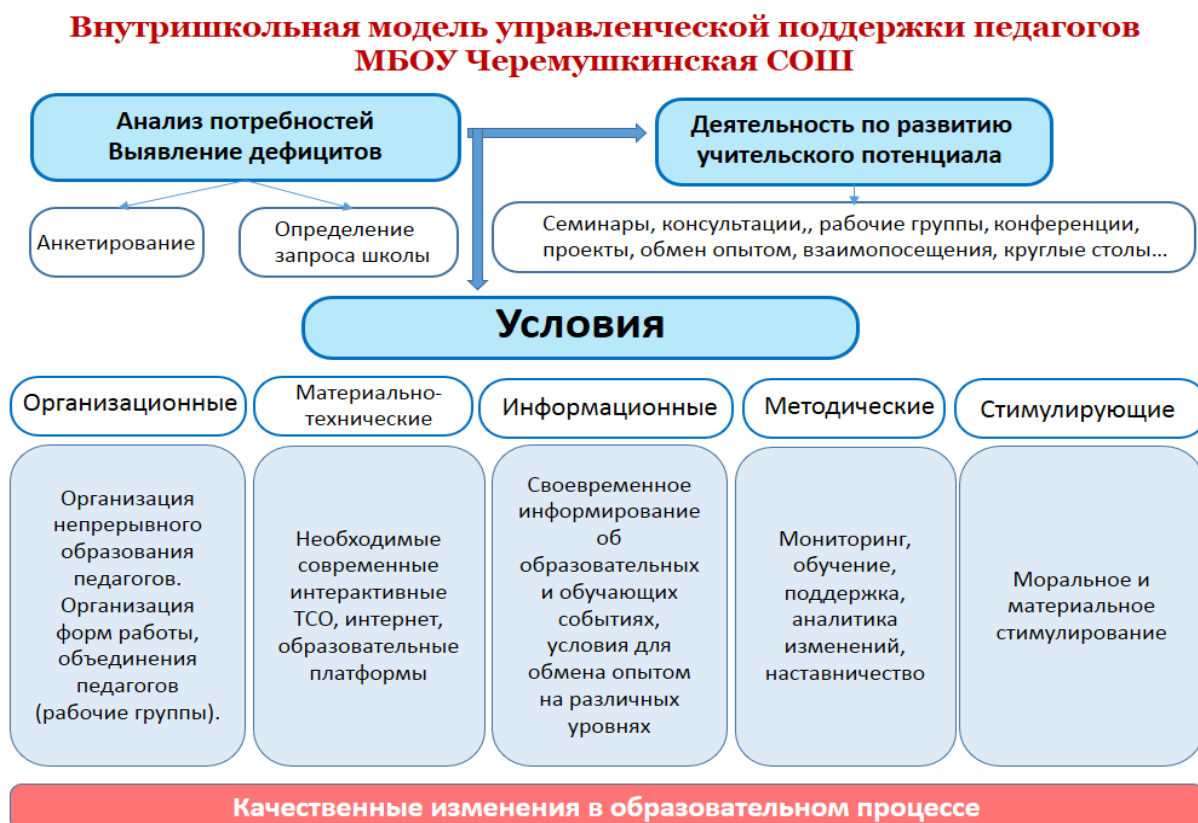 Внутришкольная модель управленческой поддержки педагогов
МБОУ Черемушкинская СОШ
Анализ потребностей
Выявление дефицитов
Деятельность по развитию
учительского потенциала
Анкетирование
Определение
запроса школы
Семинары, консультации,, рабочие группы, конференции,
проекты, обмен опытом, взаимопосещения, круглые столы...
Условия
Организационные
Материально-
технические
Информационные
Методические
Стимулирующие
Организация
непрерывного
образования
педагогов.
Организация
форм работы,
объединения
педагогов
(рабочие группы).
Необходимые
современные
интерактивные
ТСО, интернет,
образовательные
платформы
Своевременное
информирование
об
образовательных
и обучающих
событиях,
условия для
обмена опытом
на различных
уровнях
Мониторинг,
обучение,
поддержка,
аналитика
изменений,
наставничество
Моральное и
материальное
стимулирование
Качественные изменения в образовательном процессе